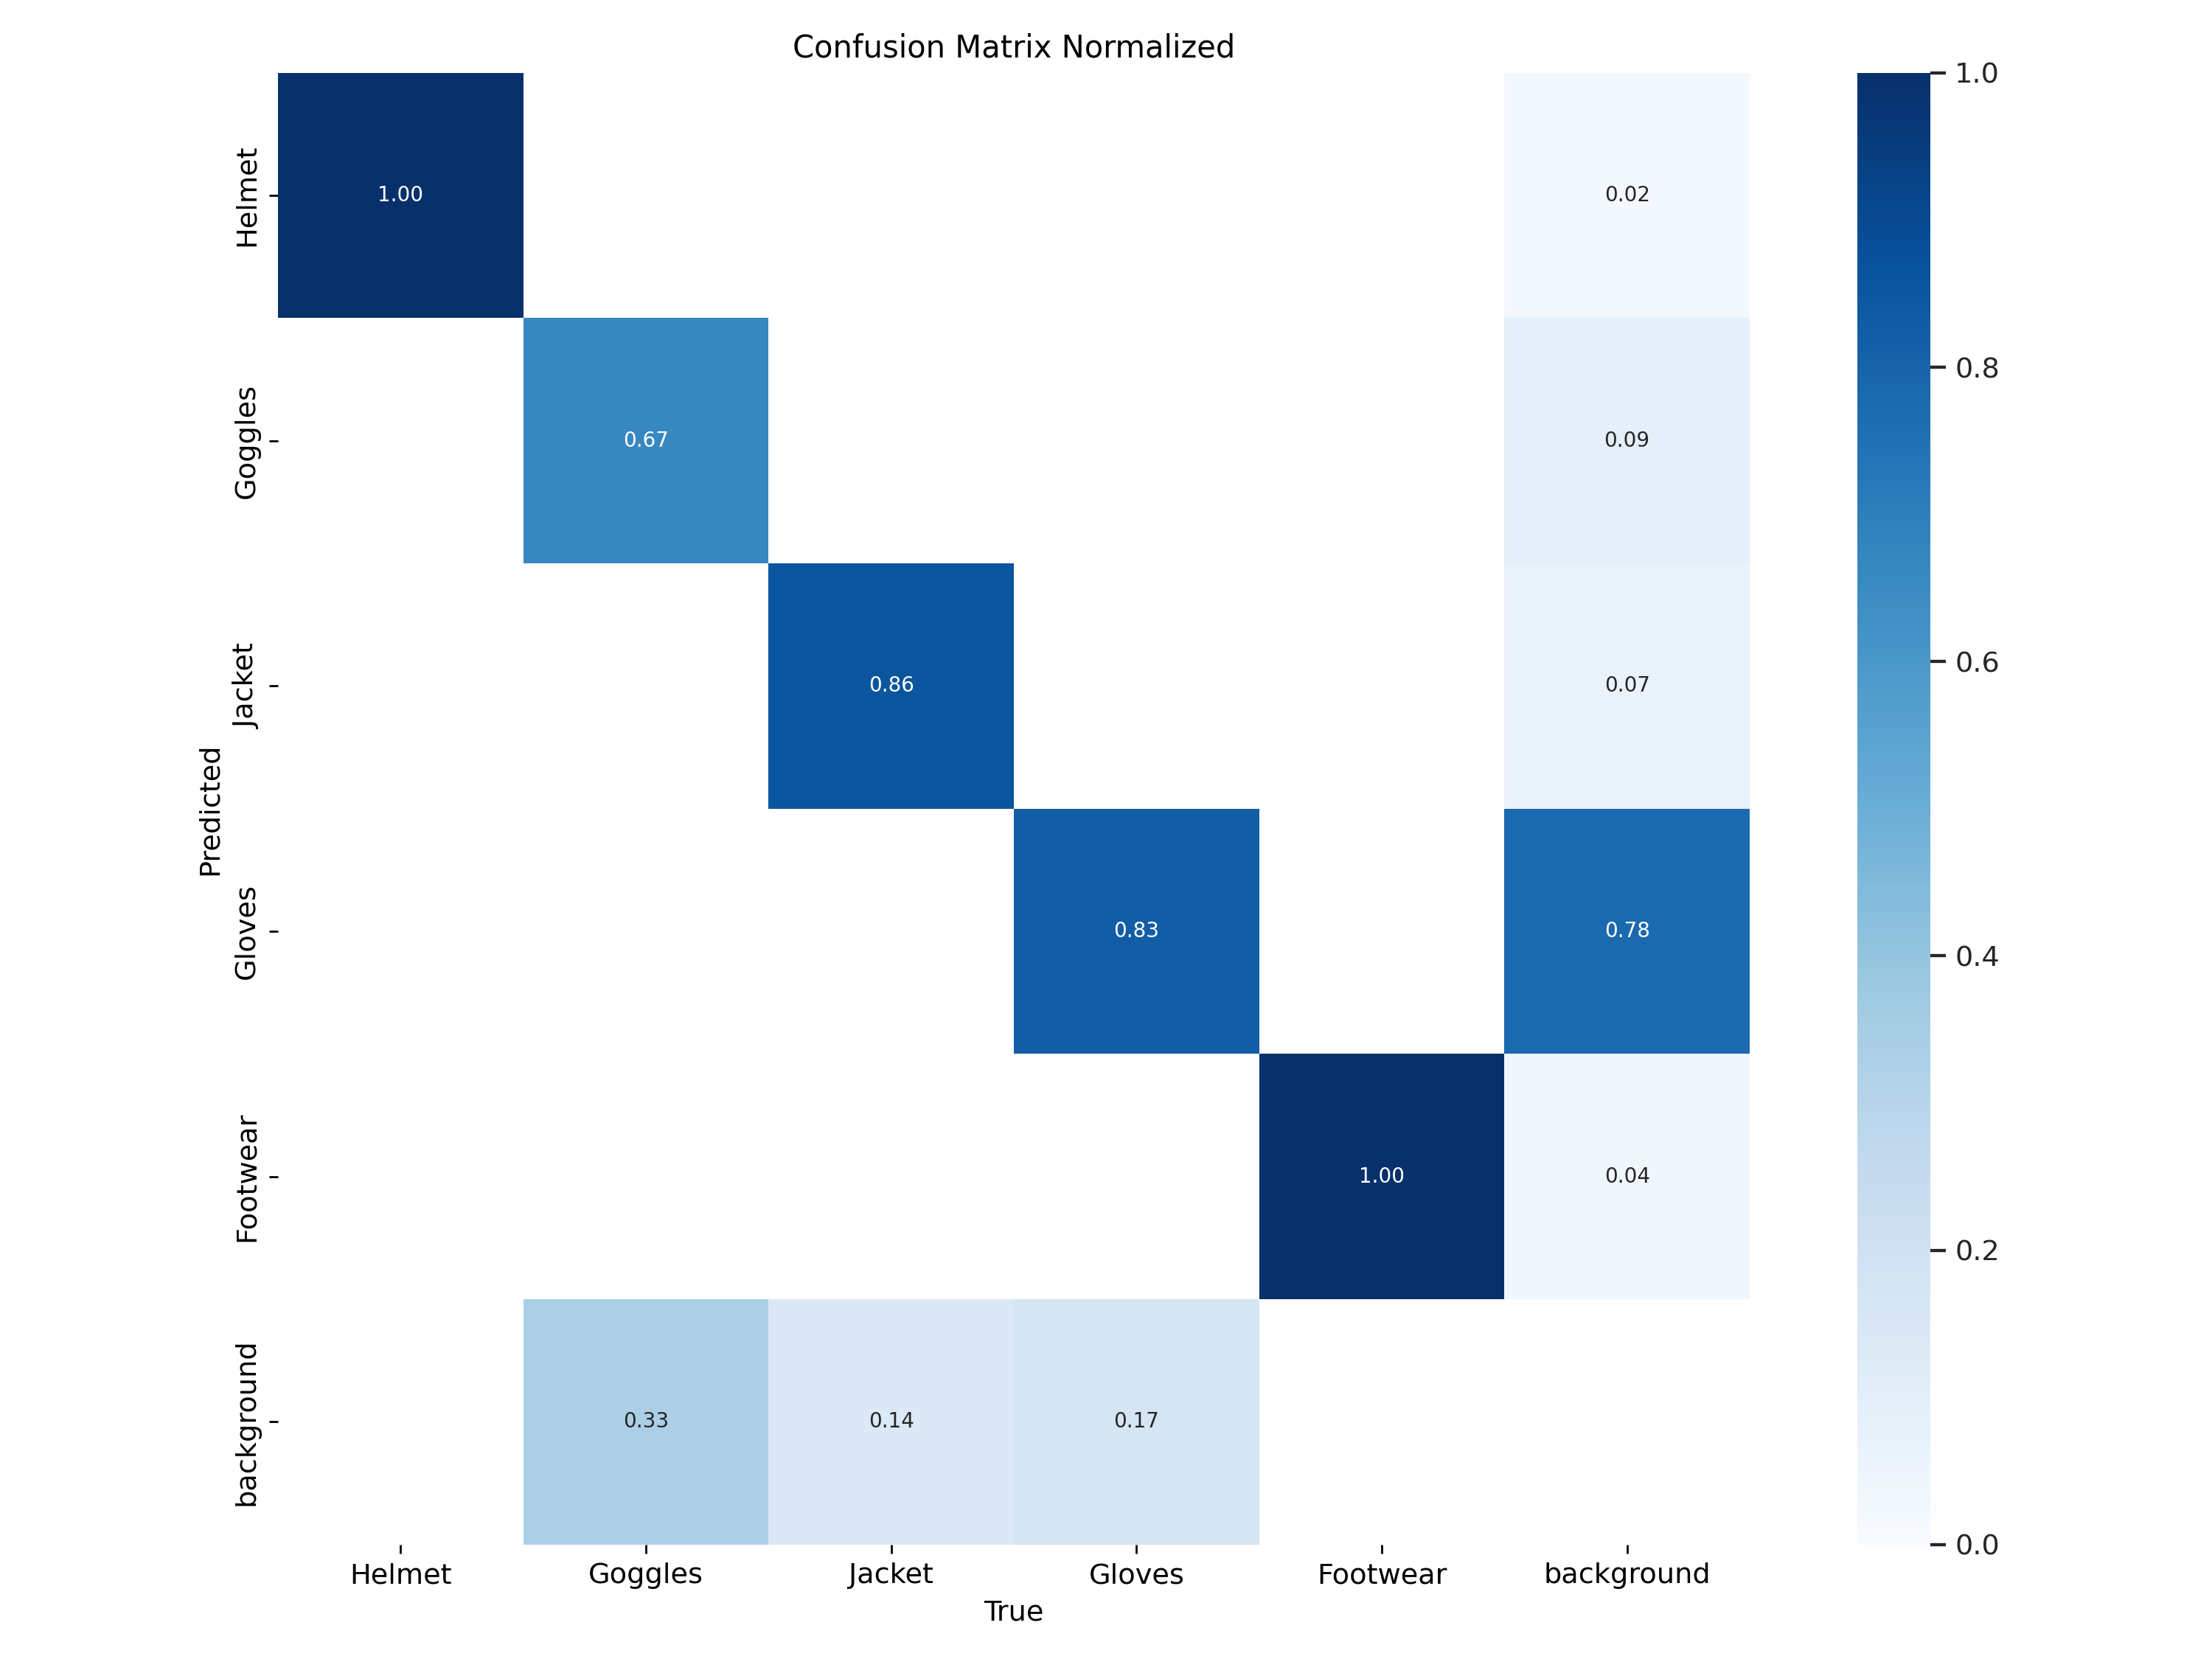 Confusion Matrix Normalized
Helmet
1.00
0.02
Goggles
0.67
0.09
Jacket
0.86
0.07
Predicted
Gloves
0.83
0.78
Footwear
1.00
0.04
background
0.33
0.14
0.17
Helmet Goggles Jacket Gloves Footwear background
True
1.0
0.8
0.6
0.4
0.2
0.0